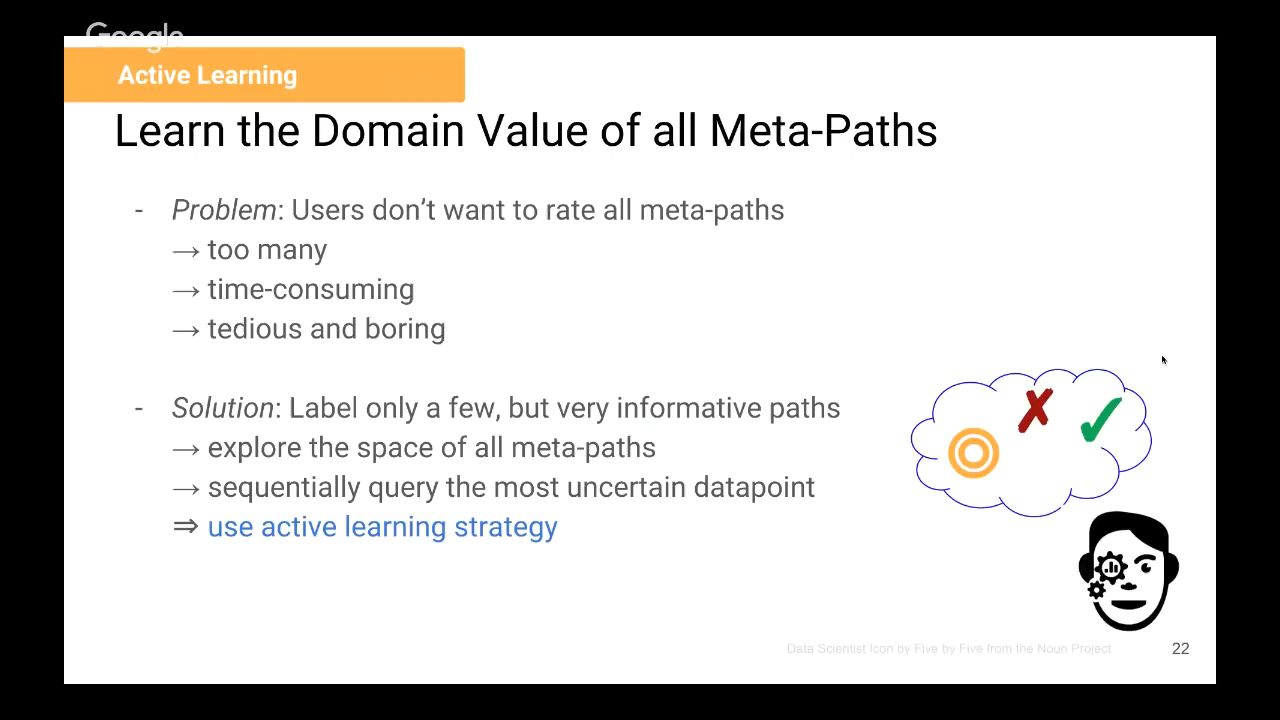 Google
Active Learning
Learn the Domain Value of all Meta-Paths
- Problem: Users don’t want to rate all meta-paths
→ too many
→ time-consuming
→ tedious and boring
- Solution: Label only a few, but very informative paths
→ explore the space of all meta-paths
→ sequentially query the most uncertain datapoint
⇒ use active learning strategy
Data Scientist Icon by Five by Five from the Noun Project
22